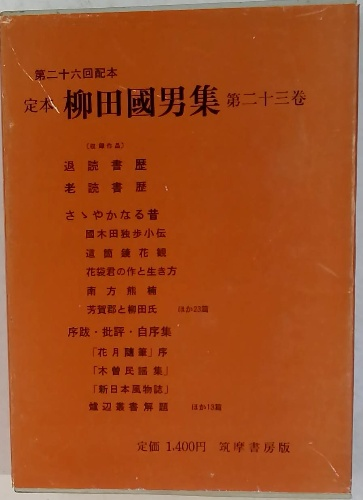 第二十六回配本
定本 柳田國男集 第二十三巻
(收録作品)
退読書歴
老読書歴
さゝやかなる昔
國木田独歩小伝
這箇鏡花観
花袋君の作と生き方
南方熊楠
芳賀郡と柳田氏 ほか23篇
序跋・批評・自序集
「花月随筆」序
「木曽民謡集」
「新日本風物誌」
爐辺叢書解題 ほか13篇
定価 1,400円 筑摩書房版